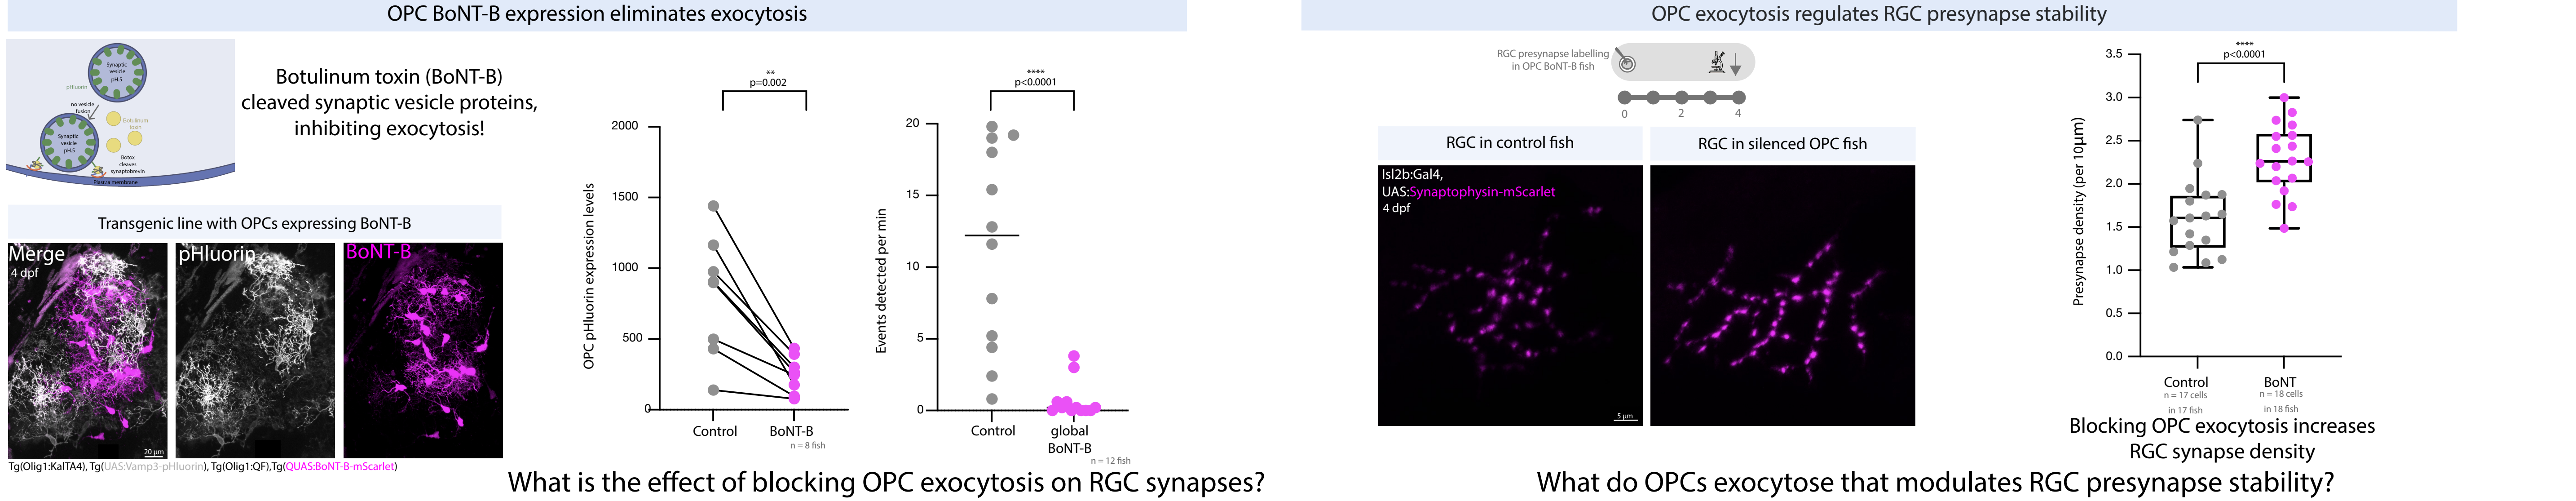 OPC BoNT-B expression eliminates exocytosis
Synaptic
vesicle
pH.5
pHluorin
no vesicle
fusion
Botulinum
toxin
Synaptic
vesicle
pH.5
Botox
cleaves
synaptobrevin
Plasma membrane
Botulinum toxin (BoNT-B)
cleaved synaptic vesicle proteins,
inhibiting exocytosis!
Transgenic line with OPCs expressing BoNT-B
Merge
4 dpf
20 µm
pHluorin
BoNT-B
Tg(Olig1:KalTA4), Tg(UAS:Vamp3-pHluorin), Tg(Olig1:QF),Tg(QUAS:BoNT-B-mScarlet)
**
p=0.002
OPC pHluorin expression levels
2000
1500
1000
500
0
Control
BoNT-B
n = 8 fish
****
p<0.0001
Events detected per min
20
15
10
5
0
Control
global
BoNT-B
n = 12 fish
What is the effect of blocking OPC exocytosis on RGC synapses?
OPC exocytosis regulates RGC presynapse stability
RGC presynapse labelling
in OPC BoNT-B fish
0 2 4
RGC in control fish
RGC in silenced OPC fish
Isl2b:Gal4,
UAS:Synaptophysin-mScarlet
4 dpf
5 µm
****
p<0.0001
Presynapse density (per 10µm)
3.5
3.0
2.5
2.0
1.5
1.0
0.5
0.0
Control
n = 17 cells
in 17 fish
BoNT
n = 18 cells
in 18 fish
Blocking OPC exocytosis increases
RGC synapse density
What do OPCs exocytose that modulates RGC presynapse stability?